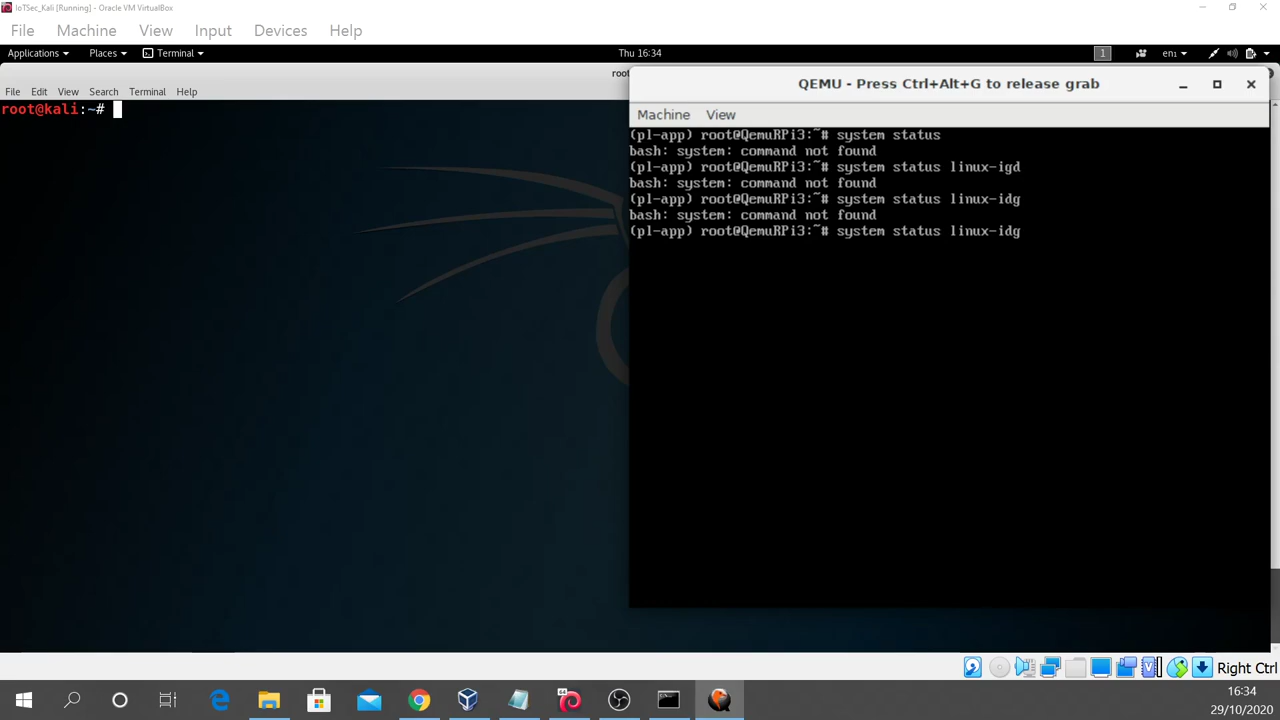 IoTSec_Kali [Running] - Oracle VM VirtualBox
File Machine View Input Devices Help
Applications Places Terminal Thu 16:34 1 en1
root
File Edit View Search Terminal Help
root@kali:~#
QEMU - Press Ctrl+Alt+G to release grab
Machine View
(pl-app) root@QemuRPi3:~# system status
bash: system: command not found
(pl-app) root@QemuRPi3:~# system status linux-igd
bash: system: command not found
(pl-app) root@QemuRPi3:~# system status linux-idg
bash: system: command not found
(pl-app) root@QemuRPi3:~# system status linux-idg
Right Ctrl
16:34
29/10/2020